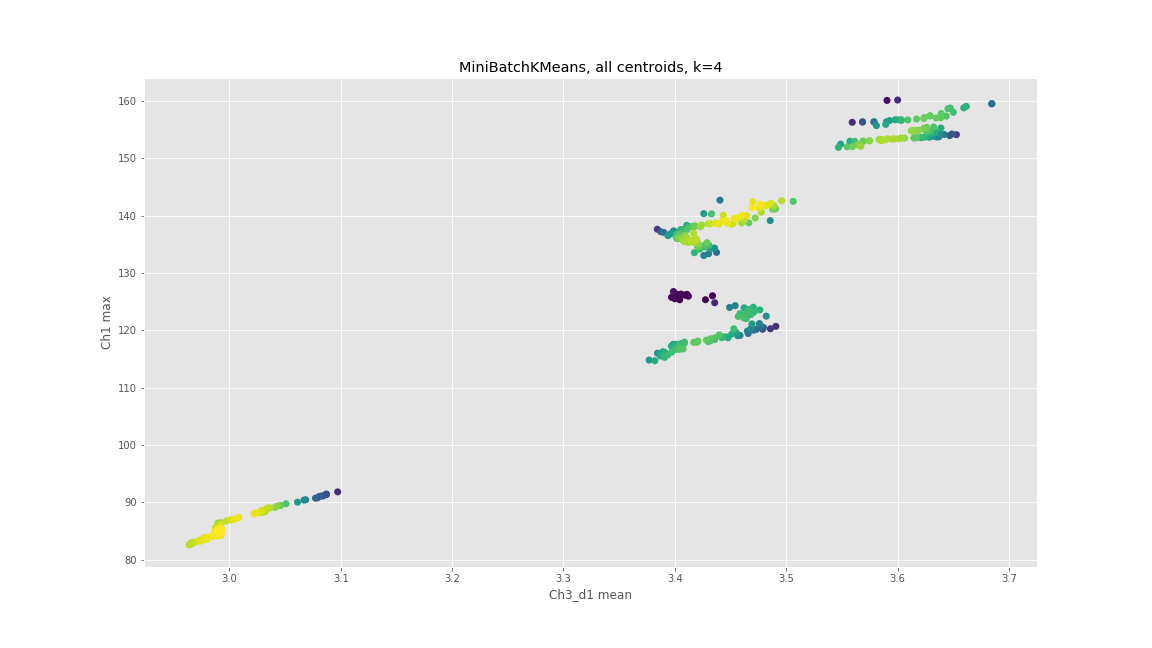 MiniBatchKMeans, all centroids, k=4
160
150
140
130
120
110
100
90
80
Ch1 max
3.0 3.1 3.2 3.3 3.4 3.5 3.6 3.7
Ch3_d1 mean